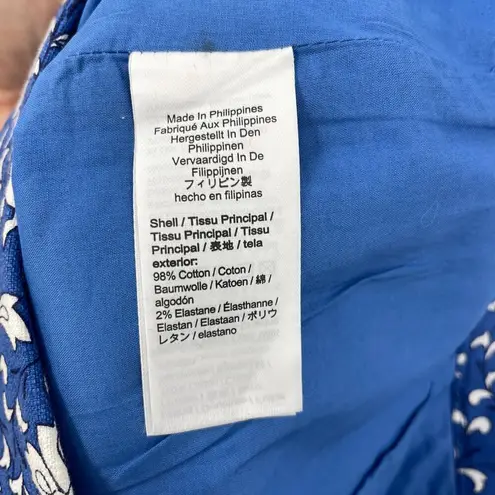 Made In Philippines
Fabriqué Aux Philippines
Hergestellt In Den
Philippinen
Vervaardigd In De
Filippijnen
フィリピン製
hecho en filipinas
Shell / Tissu Principal /
Tissu Principal / Tissu
Principal / 表地 / tela
exterior:
98% Cotton / Coton /
Baumwolle / Katoen / 綿 /
algodón
2% Elastane / Élasthanne /
Elastan / Elastaan / ポリウ
レタン / elastano